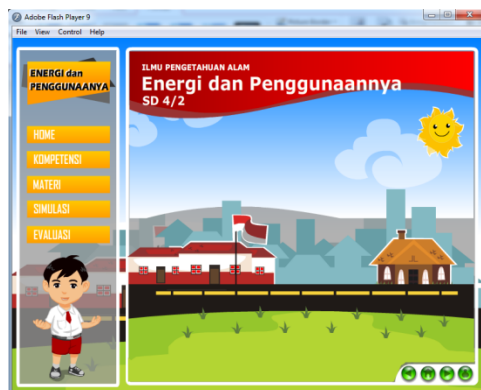 Adobe Flash Player 9
File View Control Help
ENERGI dan
PENGGUNAANNYA
HOME
KOMPETENSI
MATERI
SIMULASI
EVALUASI
ILMU PENGETAHUAN ALAM
Energi dan Penggunaannya
SD 4/2